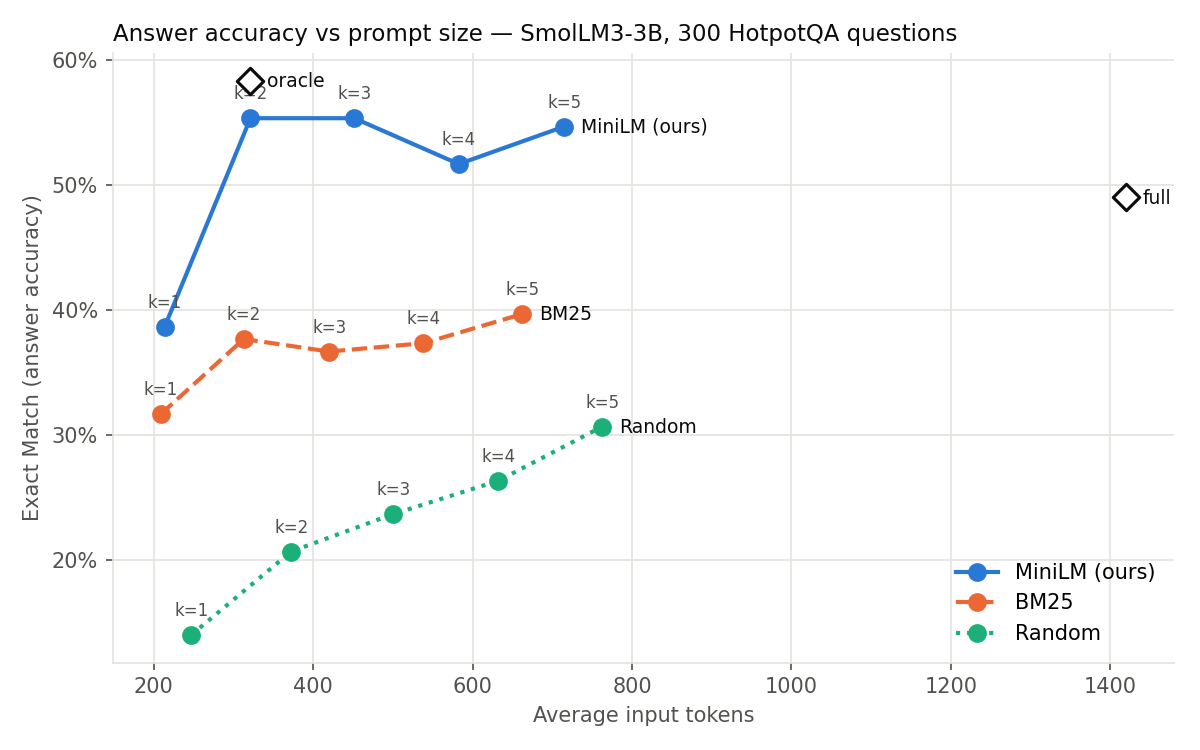 Answer accuracy vs prompt size — SmolLM3-3B, 300 HotpotQA questions
60%
oracle
k=2
k=3
k=5
MiniLM (ours)
k=4
50%
full
k=1
40%
k=2
k=3
k=4
k=5
BM25
k=1
30%
k=5
Random
k=4
k=3
k=2
20%
k=1
MiniLM (ours)
BM25
Random
200
400
600
800
1000
1200
1400
Average input tokens
Exact Match (answer accuracy)